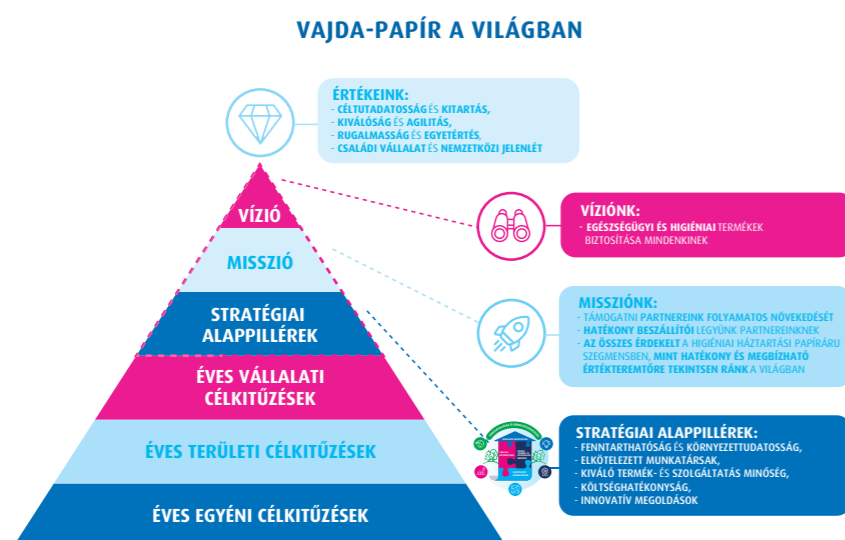 VAJDA-PAPÍR A VILÁGBAN
ÉRTÉKEINK:
- CÉLTUTADATOSSÁG ÉS KITARTÁS,
- KIVÁLÓSÁG ÉS AGILITÁS,
- RUGALMASSÁG ÉS EGYETÉRTÉS,
- CSALÁDI VÁLLALAT ÉS NEMZETKÖZI JELENLÉT
VÍZIÓ
MISSZIÓ
STRATÉGIAI
ALAPPILLÉREK
ÉVES VÁLLALATI
CÉLKITŰZÉSEK
ÉVES TERÜLETI CÉLKITŰZÉSEK
ÉVES EGYÉNI CÉLKITŰZÉSEK
VÍZIÓNK:
- EGÉSZSÉGÜGYI ÉS HIGIÉNIAI TERMÉKEK
BIZTOSÍTÁSA MINDENKINEK
MISSZIÓNK:
- TÁMOGATNI PARTNEREINK FOLYAMATOS NÖVEKEDÉSÉT
- HATÉKONY BESZÁLLÍTÓI LEGYÜNK PARTNEREINKNEK
- AZ ÖSSZES ÉRDEKELT A HIGIÉNIAI HÁZTARTÁSI PAPÍRÁRU
SZEGMENSBEN, MINT HATÉKONY ÉS MEGBÍZHATÓ
ÉRTÉKTEREMTŐRE TEKINTSEN RÁNK A VILÁGBAN
STRATÉGIAI ALAPPILLÉREK:
- FENNTARTHATÓSÁG ÉS KÖRNYEZETTUDATOSSÁG,
- ELKÖTELEZETT MUNKATÁRSAK,
- KIVÁLÓ TERMÉK- ÉS SZOLGÁLTATÁS MINŐSÉG,
- KÖLTSÉGHATÉKONYSÁG,
- INNOVATÍV MEGOLDÁSOK